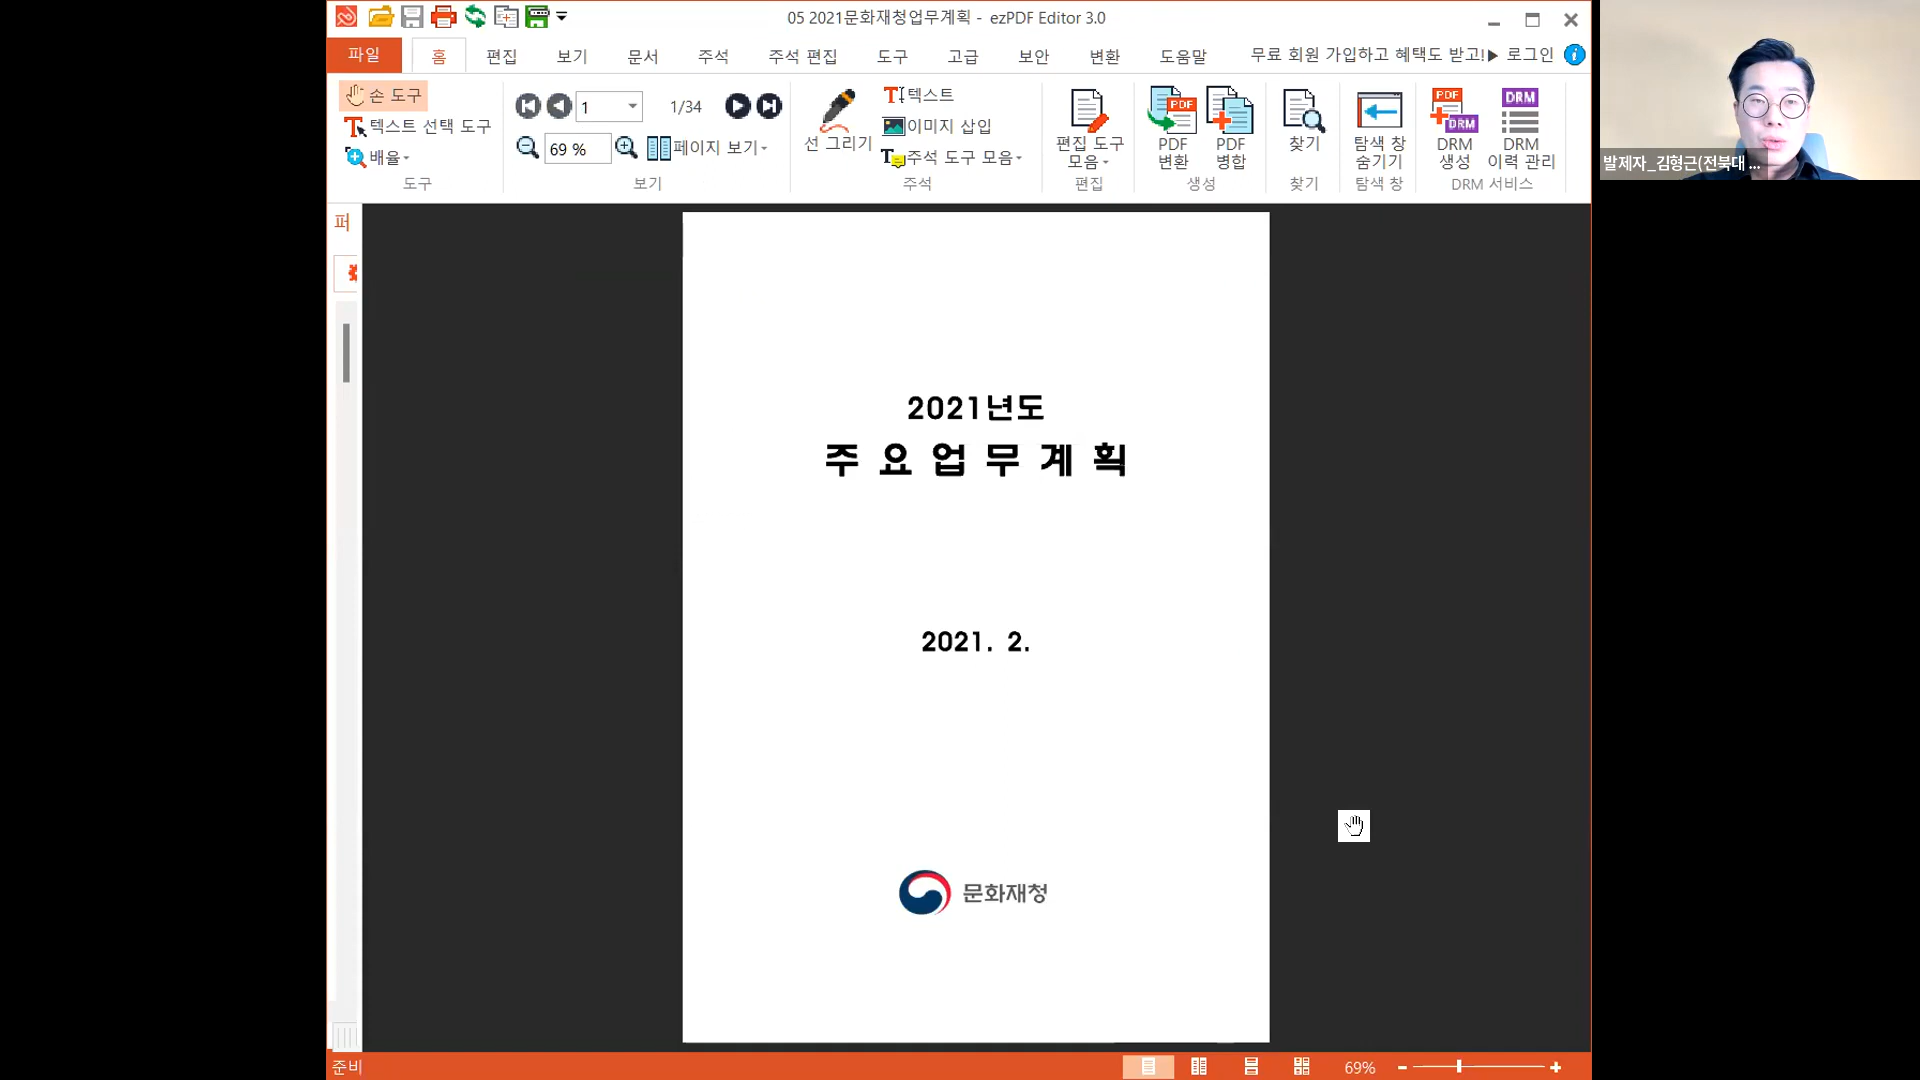 05 2021문화재청업무계획 - ezPDF Editor 3.0
파일 홈 편집 보기 문서 주석 주석 편집 도구 고급 보안 변환 도움말 무료 회원 가입하고 혜택도 받고!▶ 로그인
손 도구
텍스트 선택 도구
배율
도구
1 1/34
69 % 페이지 보기
보기
선 그리기
텍스트
이미지 삽입
주석 도구 모음
주석
편집 도구
모음
편집
PDF
변환
PDF
병합
생성
찾기
찾기
탐색 창
숨기기
탐색 창
DRM
생성
DRM
이력 관리
DRM 서비스
발제자_김형근(전북대 ...
퍼
2021년도
주 요 업 무 계 획
2021. 2.
문화재청
준비
69%